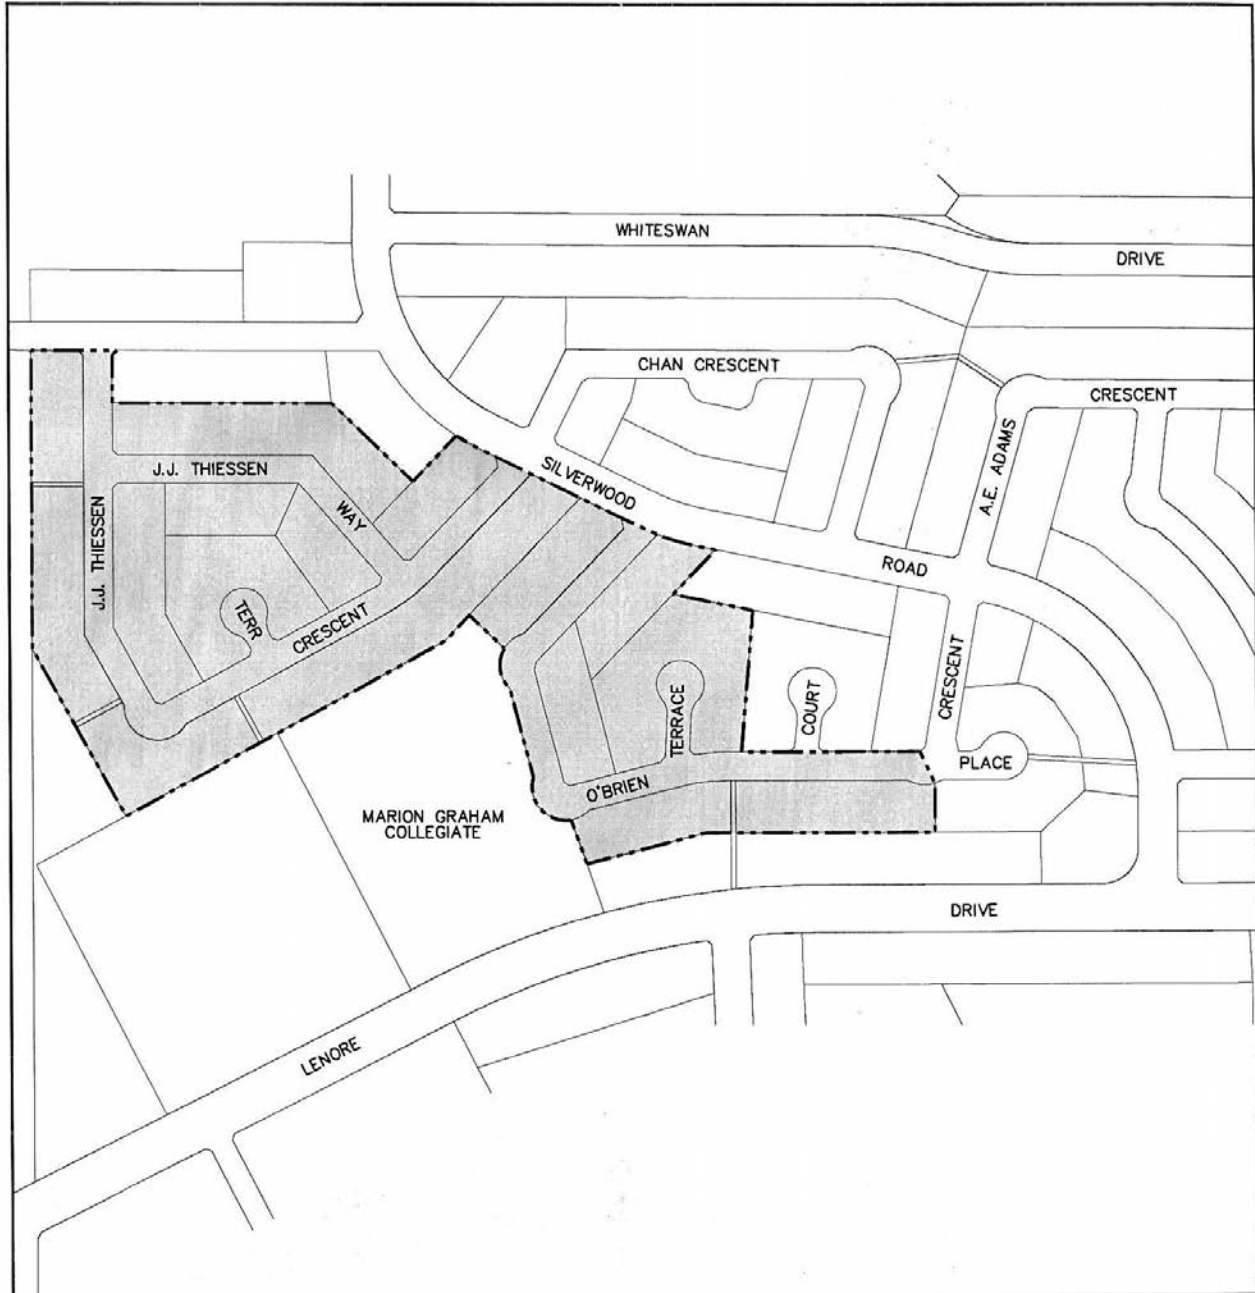 WHITESWAN
DRIVE
CHAN CRESCENT
CRESCENT
A.E. ADAMS
SILVERWOOD
J.J. THIESSEN
WAY
J.J. THIESSEN
TERR
CRESCENT
ROAD
CRESCENT
COURT
TERRACE
PLACE
O'BRIEN
MARION GRAHAM
COLLEGIATE
DRIVE
LENORE